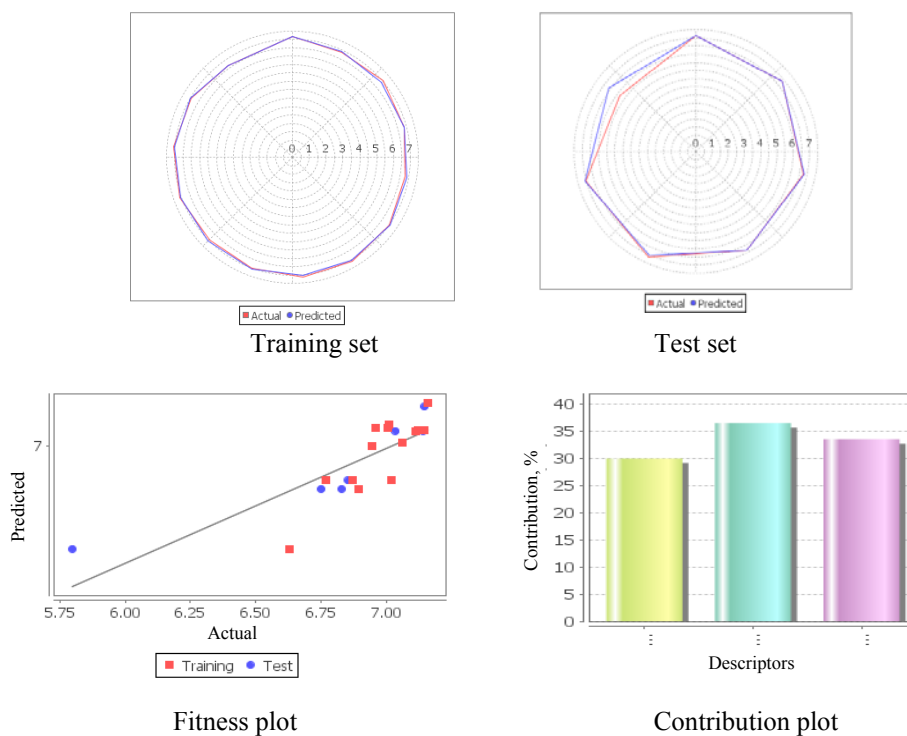 0 1 2 3 4 5 6 7
0 1 2 3 4 5 6 7
Actual Predicted
Actual Predicted
Training set
Test set
7
Predicted
5.75 6.00 6.25 6.50 6.75 7.00
Actual
Training Test
Fitness plot
40
35
30
25
20
15
10
5
0
Contribution, %
... ... ...
Descriptors
Contribution plot